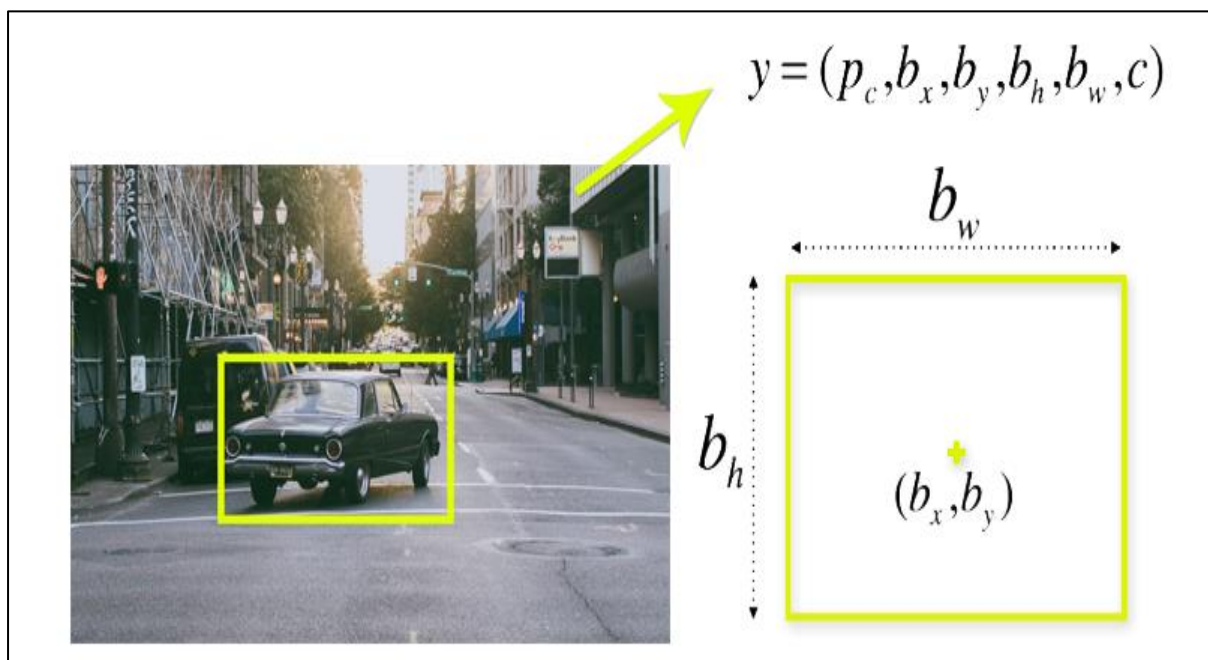 y = (p_c, b_x, b_y, b_h, b_w, c)
b_w
b_h
(b_x, b_y)